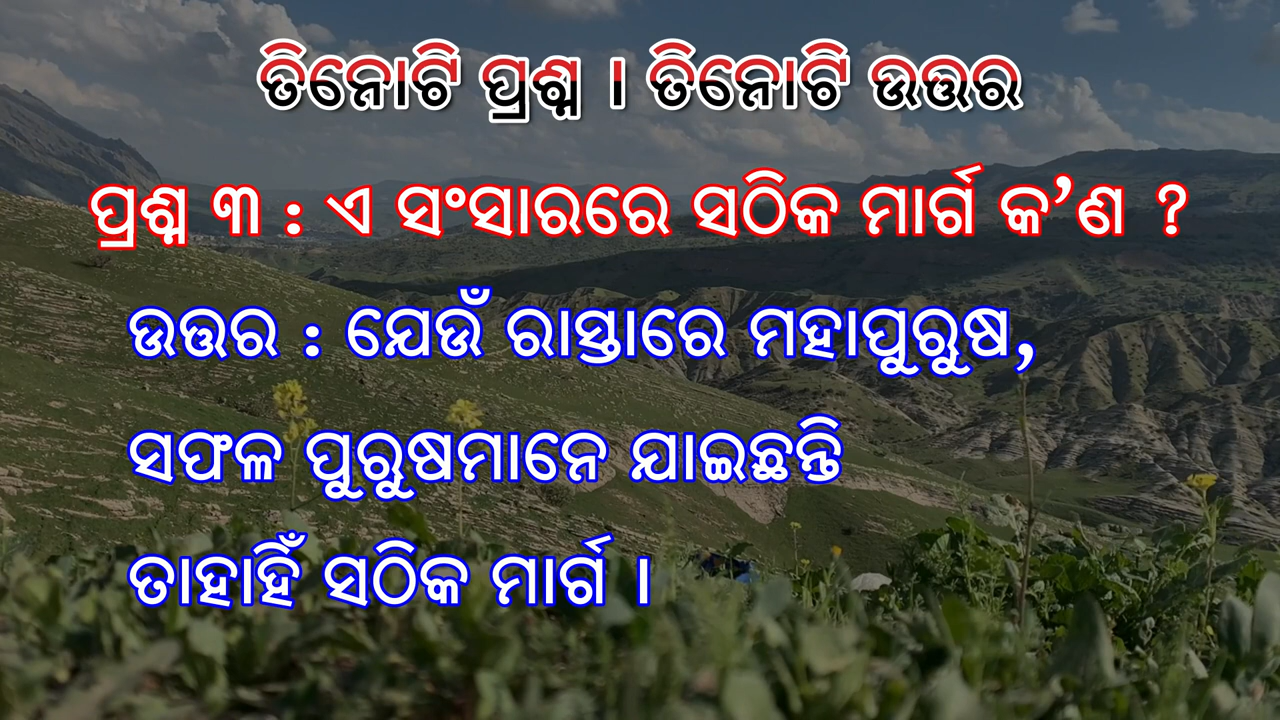 ତିନୋଟି ପ୍ରଶ୍ନ । ତିନୋଟି ଉତ୍ତର
ପ୍ରଶ୍ନ ୩ : ଏ ସଂସାରରେ ସଠିକ ମାର୍ଗ କ’ଣ ?
ଉତ୍ତର : ଯେଉଁ ରାସ୍ତାରେ ମହାପୁରୁଷ,
ସଫଳ ପୁରୁଷମାନେ ଯାଇଛନ୍ତି
ତାହାହିଁ ସଠିକ ମାର୍ଗ ।